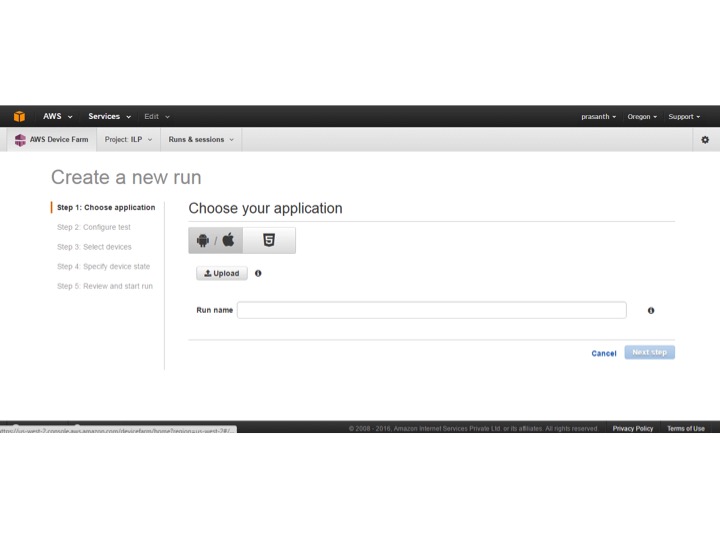 AWS Services Edit prasanth Oregon Support
AWS Device Farm Project: ILP Runs & sessions
Create a new run
Step 1: Choose application
Step 2: Configure test
Step 3: Select devices
Step 4: Specify device state
Step 5: Review and start run
Choose your application
/ 5
Upload
Run name
Cancel Next step
https://us-west-2.console.aws.amazon.com/devicefarm/home?region=us-west-2#/...
© 2008 - 2016, Amazon Internet Services Private Ltd. or its affiliates. All rights reserved. Privacy Policy Terms of Use